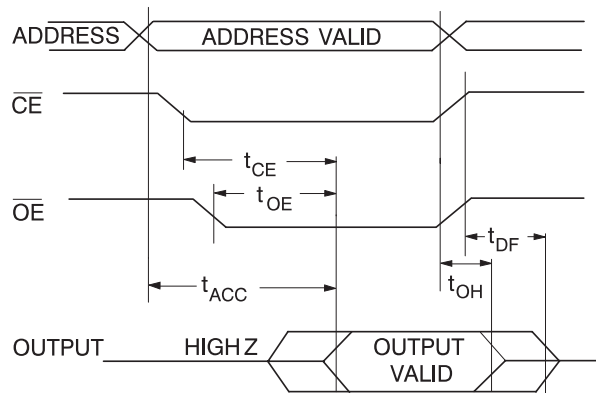 ADDRESS ADDRESS VALID
CE
tCE
OE
tOE
tDF
tACC
tOH
OUTPUT HIGH Z OUTPUT VALID